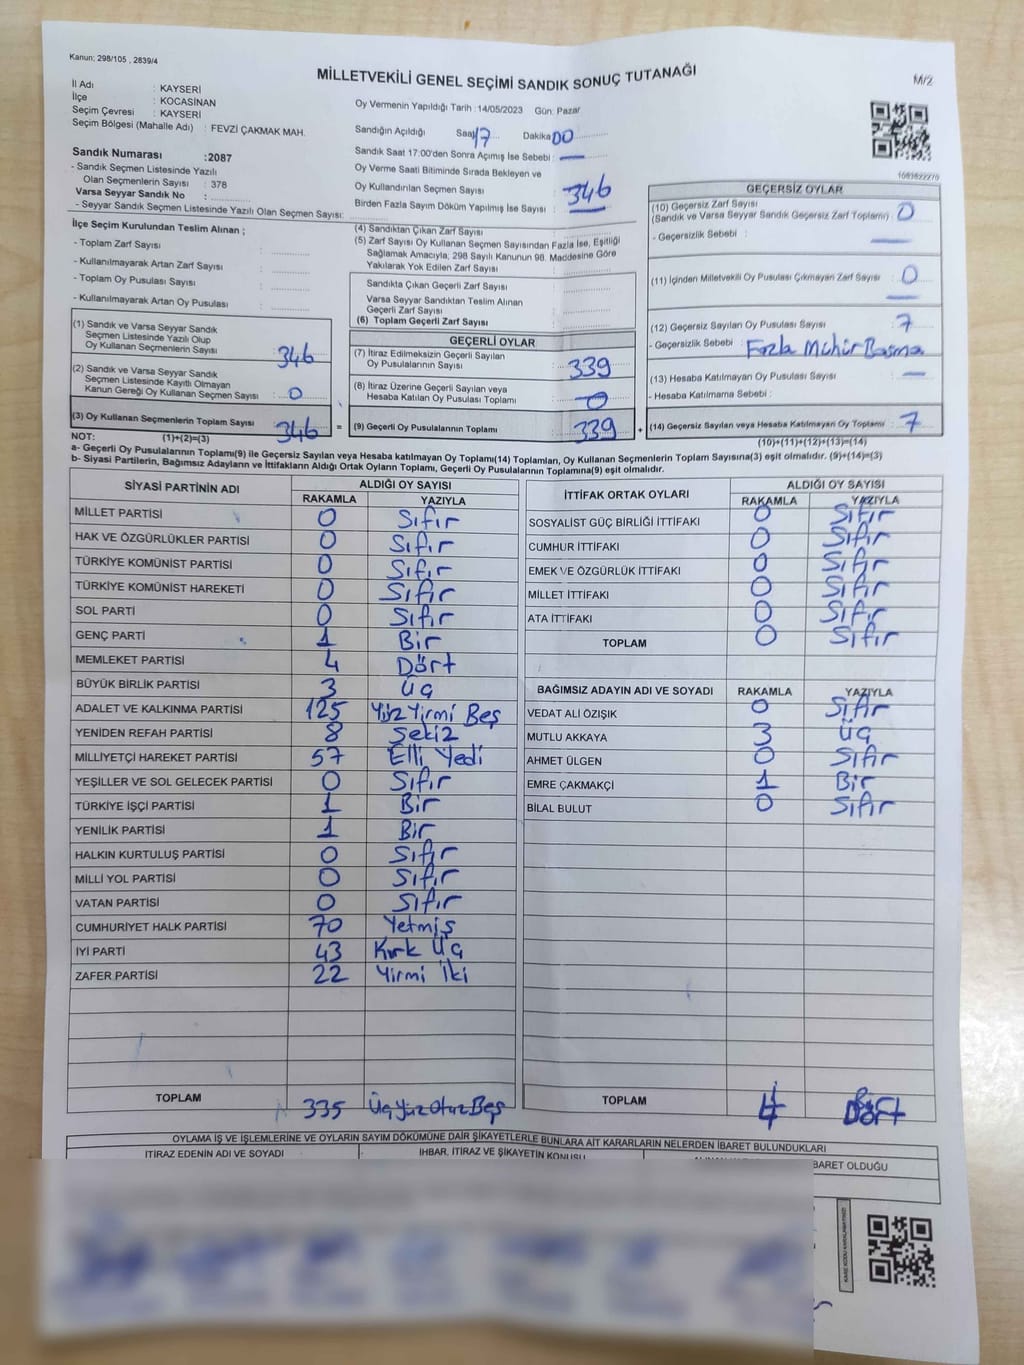 Kanun; 298/105 , 2839/4
MİLLETVEKİLİ GENEL SEÇİMİ SANDIK SONUÇ TUTANAĞI
M/2
İl Adı : KAYSERİ
İlçe : KOCASİNAN
Seçim Çevresi : KAYSERİ
Seçim Bölgesi (Mahalle Adı) : FEVZİ ÇAKMAK MAH.
Sandık Numarası :2087
- Sandık Seçmen Listesinde Yazılı
Olan Seçmenlerin Sayısı : 378
Varsa Seyyar Sandık No :
- Seyyar Sandık Seçmen Listesinde Yazılı Olan Seçmen Sayısı:
Oy Vermenin Yapıldığı Tarih :14/05/2023 Gün: Pazar
Sandığın Açıldığı Saat 17 Dakika 00
Sandık Saat 17:00'den Sonra Açımış İse Sebebi : —
Oy Verme Saati Bitiminde Sırada Bekleyen ve
Oy Kullandırılan Seçmen Sayısı :
Birden Fazla Sayım Döküm Yapılmış İse Sayısı : 346
İlçe Seçim Kurulundan Teslim Alınan ;
- Toplam Zarf Sayısı :
- Kullanılmayarak Artan Zarf Sayısı :
- Toplam Oy Pusulası Sayısı :
- Kullanılmayarak Artan Oy Pusulası :
(4) Sandıktan Çıkan Zarf Sayısı :
(5) Zarf Sayısı Oy Kullanan Seçmen Sayısından Fazla İse, Eşitliği
Sağlamak Amacıyla; 298 Sayılı Kanunun 98. Maddesine Göre
Yakılarak Yok Edilen Zarf Sayısı :
Sandıkta Çıkan Geçerli Zarf Sayısı :
Varsa Seyyar Sandıktan Teslim Alınan
Geçerli Zarf Sayısı :
(6) Toplam Geçerli Zarf Sayısı :
GEÇERSİZ OYLAR
(10) Geçersiz Zarf Sayısı
(Sandık ve Varsa Seyyar Sandık Geçersiz Zarf Toplamı) : 0
- Geçersizlik Sebebi : —
(11) İçinden Milletvekili Oy Pusulası Çıkmayan Zarf Sayısı : 0
—
(12) Geçersiz Sayılan Oy Pusulası Sayısı : 7
- Geçersizlik Sebebi : Fazla Mühür Basma
(13) Hesaba Katılmayan Oy Pusulası Sayısı : —
- Hesaba Katılmama Sebebi :
(14) Geçersiz Sayılan veya Hesaba Katılmayan Oy Toplamı : 7
(1) Sandık ve Varsa Seyyar Sandık
Seçmen Listesinde Yazılı Olup
Oy Kullanan Seçmenlerin Sayısı : 346
(2) Sandık ve Varsa Seyyar Sandık
Seçmen Listesinde Kayıtlı Olmayan
Kanun Gereği Oy Kullanan Seçmen Sayısı : 0
(3) Oy Kullanan Seçmenlerin Toplam Sayısı : 346 =
GEÇERLİ OYLAR
(7) İtiraz Edilmeksizin Geçerli Sayılan
Oy Pusulalarının Sayısı : 339
(8) İtiraz Üzerine Geçerli Sayılan veya
Hesaba Katılan Oy Pusulası Toplamı : 0
(9) Geçerli Oy Pusulalarının Toplamı : 339 +
NOT: (1)+(2)=(3)
(10)+(11)+(12)+(13)=(14)
a- Geçerli Oy Pusulalarının Toplamı(9) ile Geçersiz Sayılan veya Hesaba katılmayan Oy Toplamı(14) Toplamları, Oy Kullanan Seçmenlerin Toplam Sayısına(3) eşit olmalıdır. (9)+(14)=(3)
b- Siyasi Partilerin, Bağımsız Adayların ve İttifakların Aldığı Ortak Oyların Toplamı, Geçerli Oy Pusulalarının Toplamına(9) eşit olmalıdır.
SİYASİ PARTİNİN ADI ALDIĞI OY SAYISI
RAKAMLA YAZIYLA
MİLLET PARTİSİ 0 Sıfır
HAK VE ÖZGÜRLÜKLER PARTİSİ 0 Sıfır
TÜRKİYE KOMÜNİST PARTİSİ 0 Sıfır
TÜRKİYE KOMÜNİST HAREKETİ 0 Sıfır
SOL PARTİ 0 Sıfır
GENÇ PARTİ 1 Bir
MEMLEKET PARTİSİ 4 Dört
BÜYÜK BİRLİK PARTİSİ 3 Üç
ADALET VE KALKINMA PARTİSİ 125 Yüz Yirmi Beş
YENİDEN REFAH PARTİSİ 8 Sekiz
MİLLİYETÇİ HAREKET PARTİSİ 57 Elli Yedi
YEŞİLLER VE SOL GELECEK PARTİSİ 0 Sıfır
TÜRKİYE İŞÇİ PARTİSİ 1 Bir
YENİLİK PARTİSİ 1 Bir
HALKIN KURTULUŞ PARTİSİ 0 Sıfır
MİLLİ YOL PARTİSİ 0 Sıfır
VATAN PARTİSİ 0 Sıfır
CUMHURİYET HALK PARTİSİ 70 Yetmiş
İYİ PARTİ 43 Kırk Üç
ZAFER PARTİSİ 22 Yirmi İki
TOPLAM 335 Üç Yüz Otuz Beş
İTTİFAK ORTAK OYLARI ALDIĞI OY SAYISI
RAKAMLA YAZIYLA
SOSYALİST GÜÇ BİRLİĞİ İTTİFAKI 0 Sıfır
CUMHUR İTTİFAKI 0 Sıfır
EMEK VE ÖZGÜRLÜK İTTİFAKI 0 Sıfır
MİLLET İTTİFAKI 0 Sıfır
ATA İTTİFAKI 0 Sıfır
TOPLAM 0 Sıfır
BAĞIMSIZ ADAYIN ADI VE SOYADI RAKAMLA YAZIYLA
VEDAT ALİ ÖZIŞIK 0 Sıfır
MUTLU AKKAYA 3 Üç
AHMET ÜLGEN 0 Sıfır
EMRE ÇAKMAKÇİ 1 Bir
BİLAL BULUT 0 Sıfır
TOPLAM 4 Dört
OYLAMA İŞ VE İŞLEMLERİNE VE OYLARIN SAYIM DÖKÜMÜNE DAİR ŞİKAYETLERLE BUNLARA AİT KARARLARIN NELERDEN İBARET BULUNDUKLARI
İTİRAZ EDENİN ADI VE SOYADI İHBAR, İTİRAZ VE ŞİKAYETİN KONUSU BARET OLDUĞU